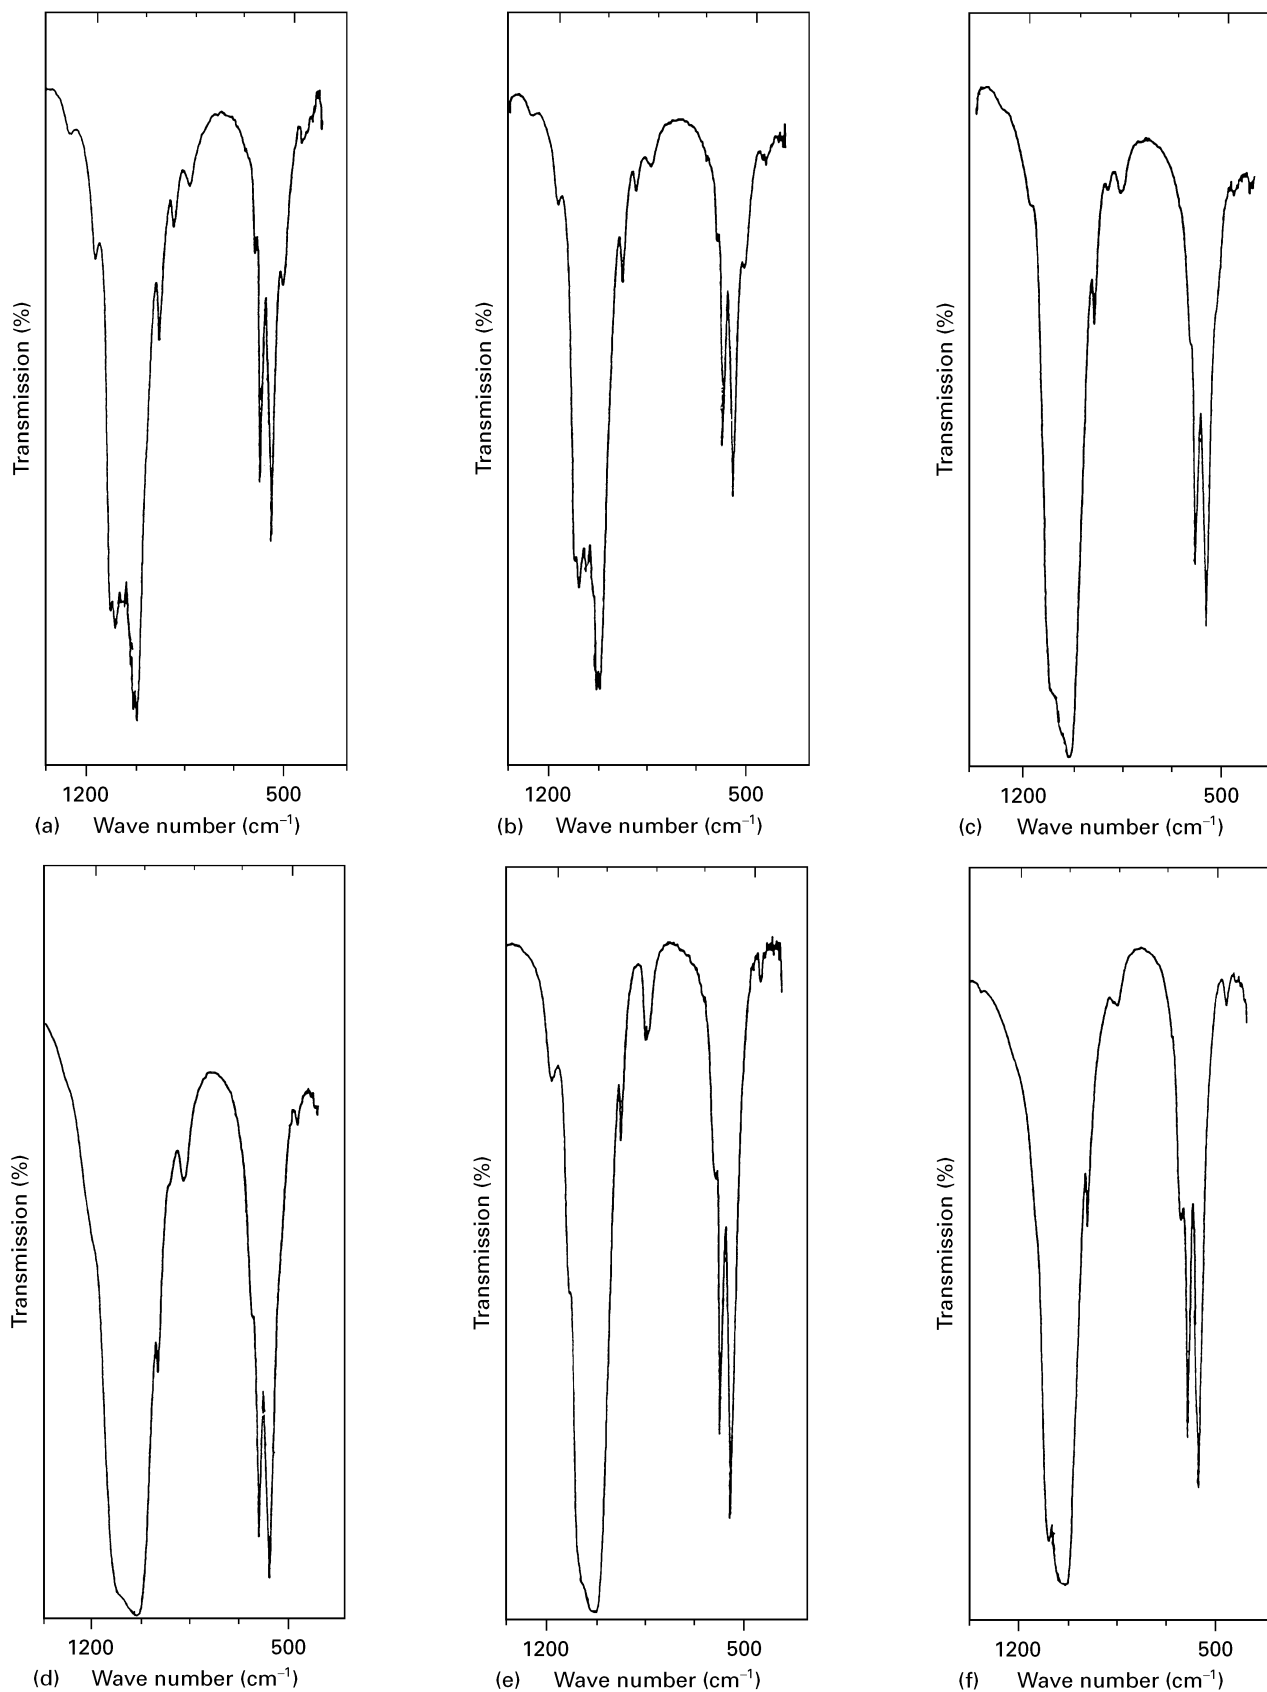 Transmission (%)
Transmission (%)
Transmission (%)
1200 500
1200 500
1200 500
(a) Wave number (cm⁻¹)
(b) Wave number (cm⁻¹)
(c) Wave number (cm⁻¹)
Transmission (%)
Transmission (%)
Transmission (%)
1200 500
1200 500
1200 500
(d) Wave number (cm⁻¹)
(e) Wave number (cm⁻¹)
(f) Wave number (cm⁻¹)